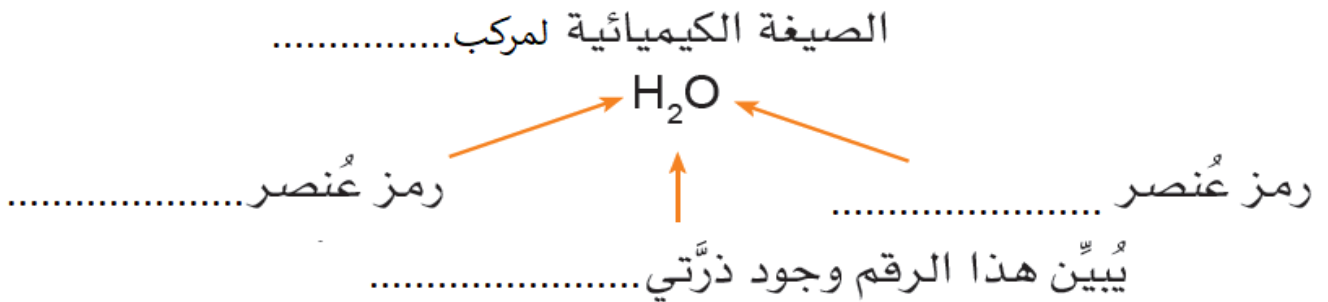 الصيغة الكيميائية لمركب................
H₂O
رمز عُنصر ........................
رمز عُنصر.....................
يُبيِّن هذا الرقم وجود ذرَّتي........................